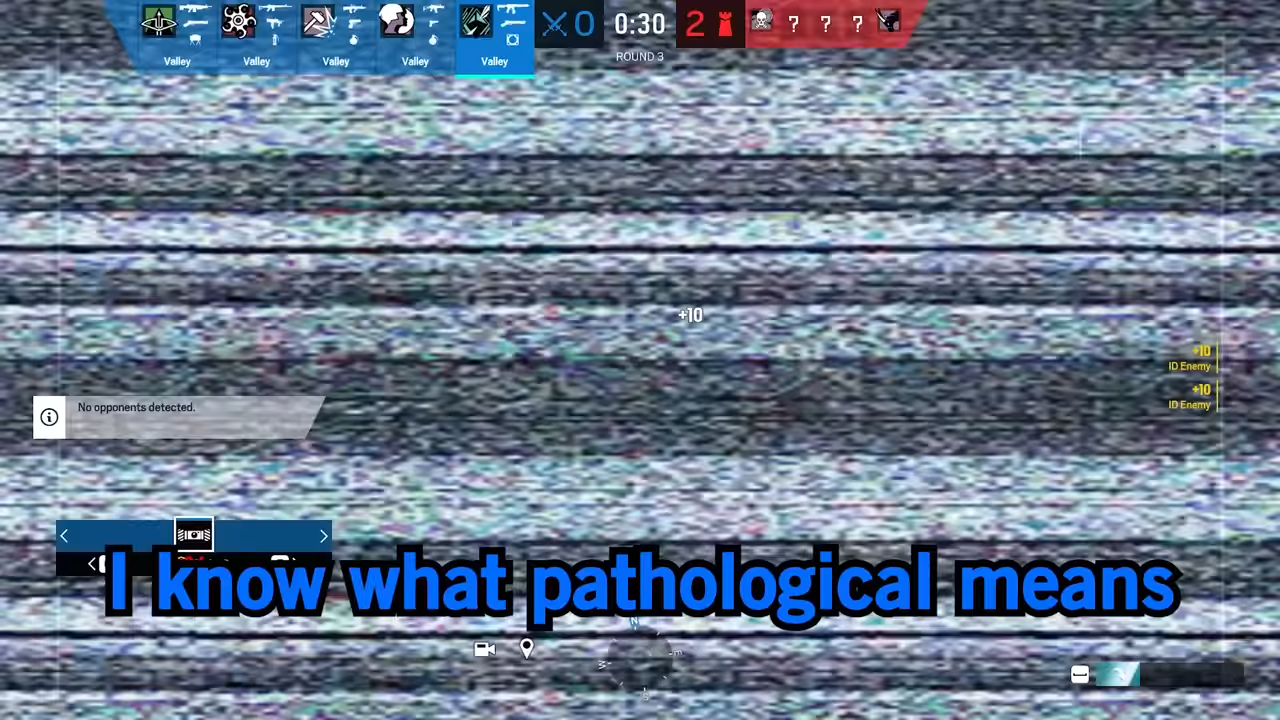 0 0:30 2 ? ? ?
Valley Valley Valley Valley Valley
ROUND 3
+10
+10
ID Enemy
No opponents detected.
+10
ID Enemy
I know what pathological means
N